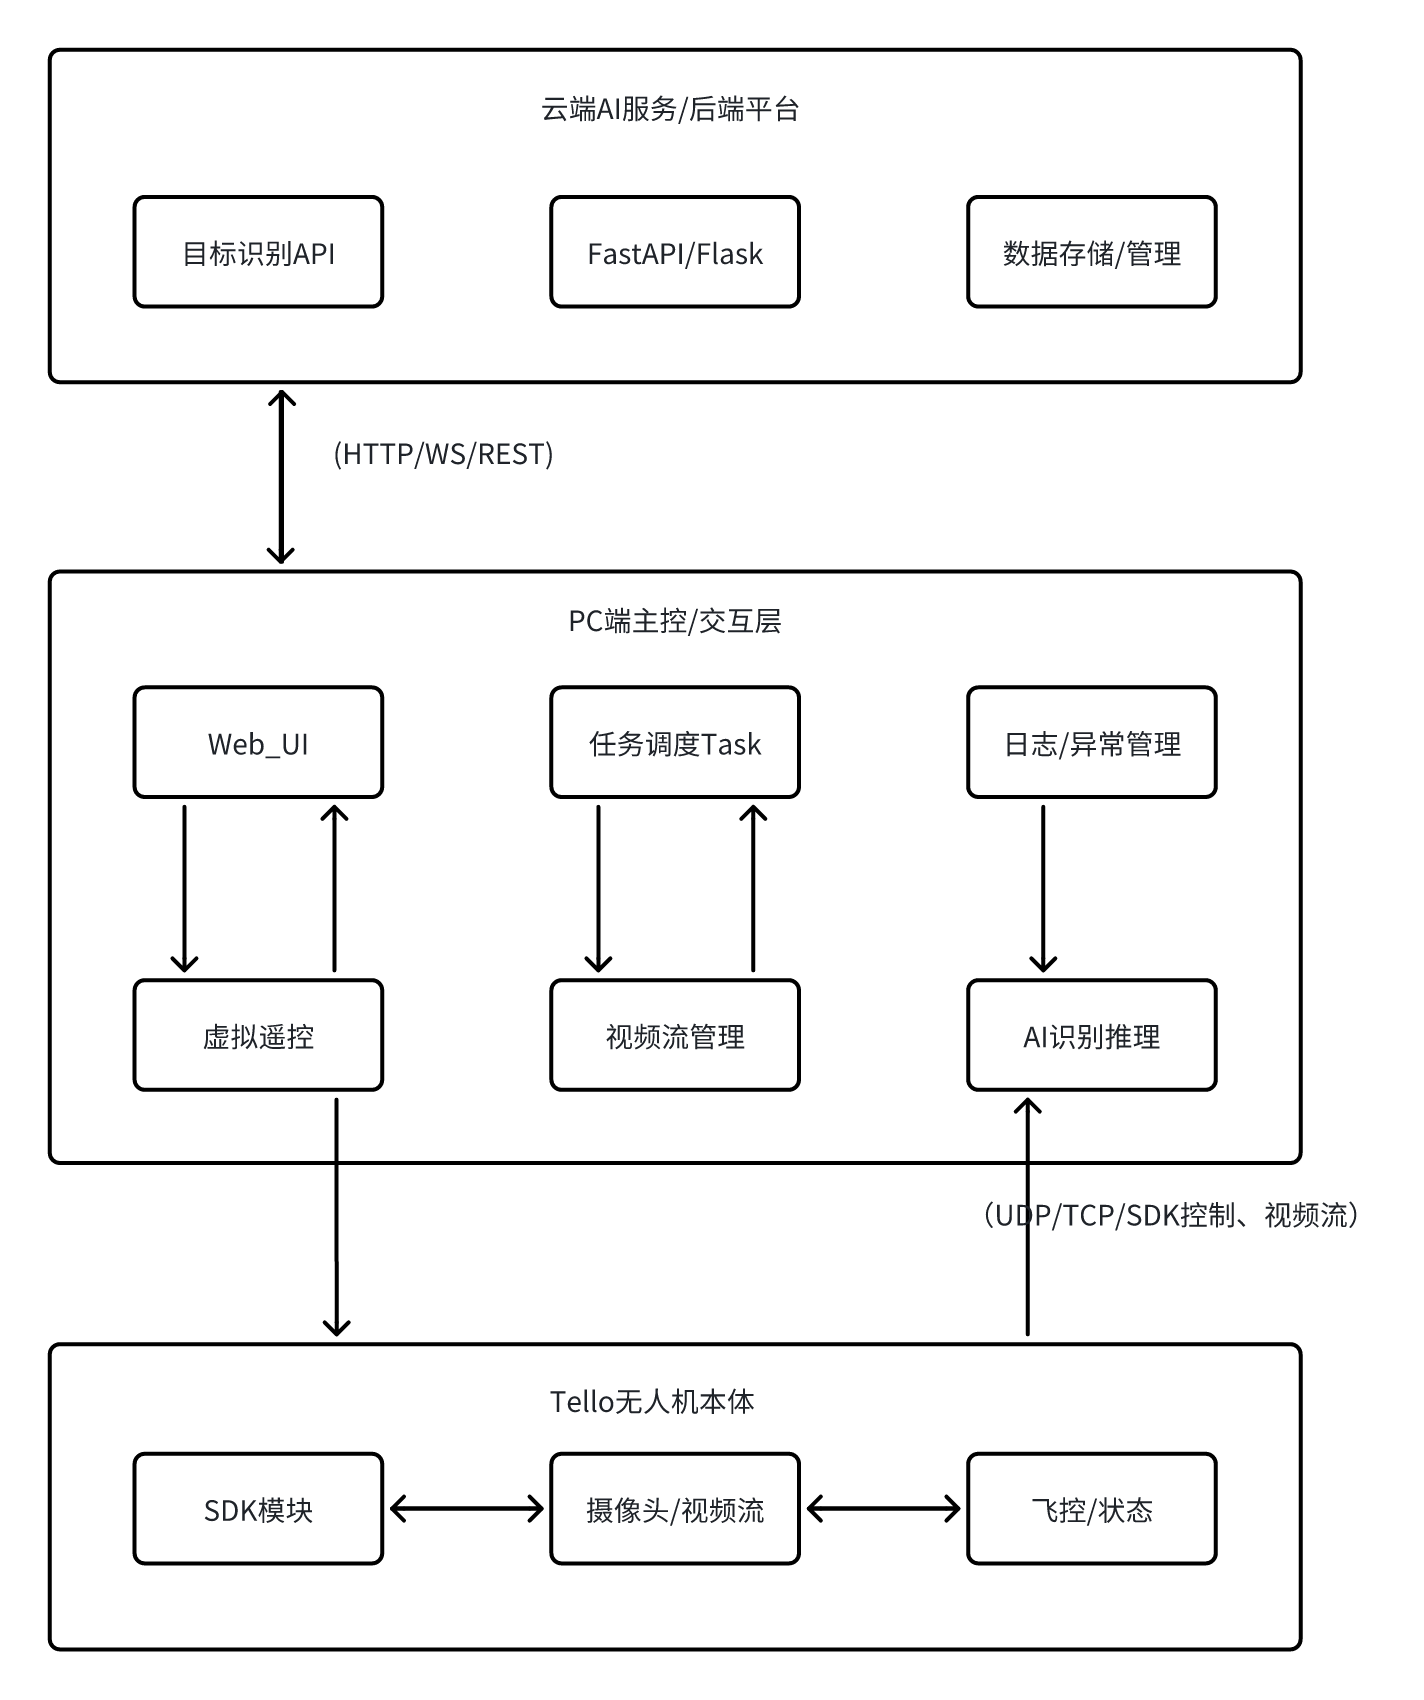 云端AI服务/后端平台
目标识别API
FastAPI/Flask
数据存储/管理
(HTTP/WS/REST)
PC端主控/交互层
Web_UI
任务调度Task
日志/异常管理
虚拟遥控
视频流管理
AI识别推理
（UDP/TCP/SDK控制、视频流）
Tello无人机本体
SDK模块
摄像头/视频流
飞控/状态